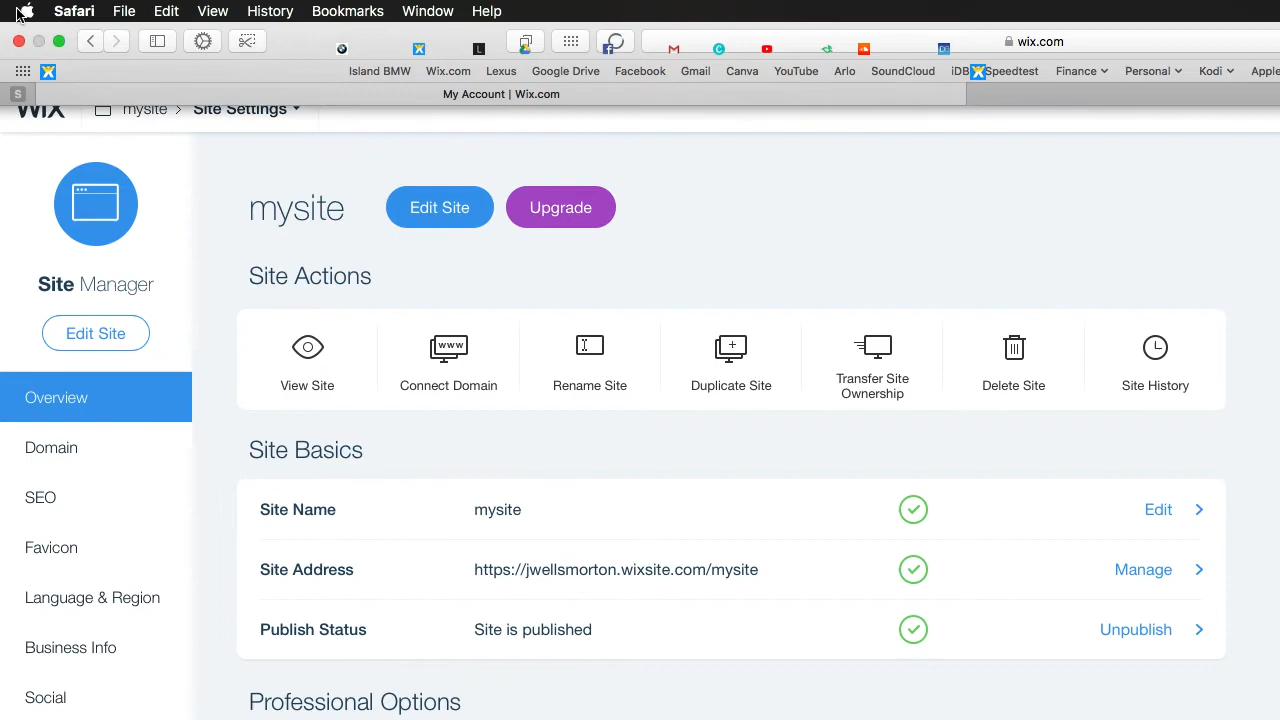 Safari File Edit View History Bookmarks Window Help
wix.com
Island BMW Wix.com Lexus Google Drive Facebook Gmail Canva YouTube Arlo SoundCloud iDB Speedtest Finance Personal Kodi Apple
S My Account | Wix.com
WIX mysite > Site Settings
mysite Edit Site Upgrade
Site Manager
Edit Site
Overview
Domain
SEO
Favicon
Language & Region
Business Info
Social
Site Actions
www
View Site Connect Domain Rename Site Duplicate Site Transfer Site Ownership Delete Site Site History
Site Basics
Site Name mysite Edit
Site Address https://jwellsmorton.wixsite.com/mysite Manage
Publish Status Site is published Unpublish
Professional Options